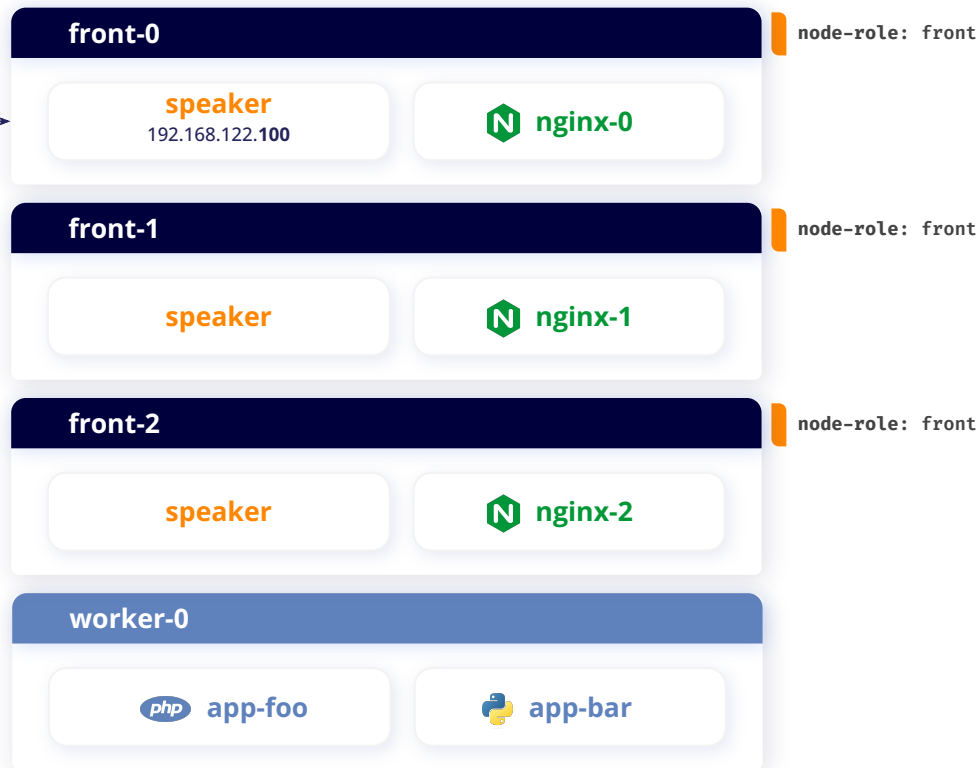 front-0
node-role: front
speaker
192.168.122.100
nginx-0
front-1
node-role: front
speaker
nginx-1
front-2
node-role: front
speaker
nginx-2
worker-0
php app-foo
app-bar